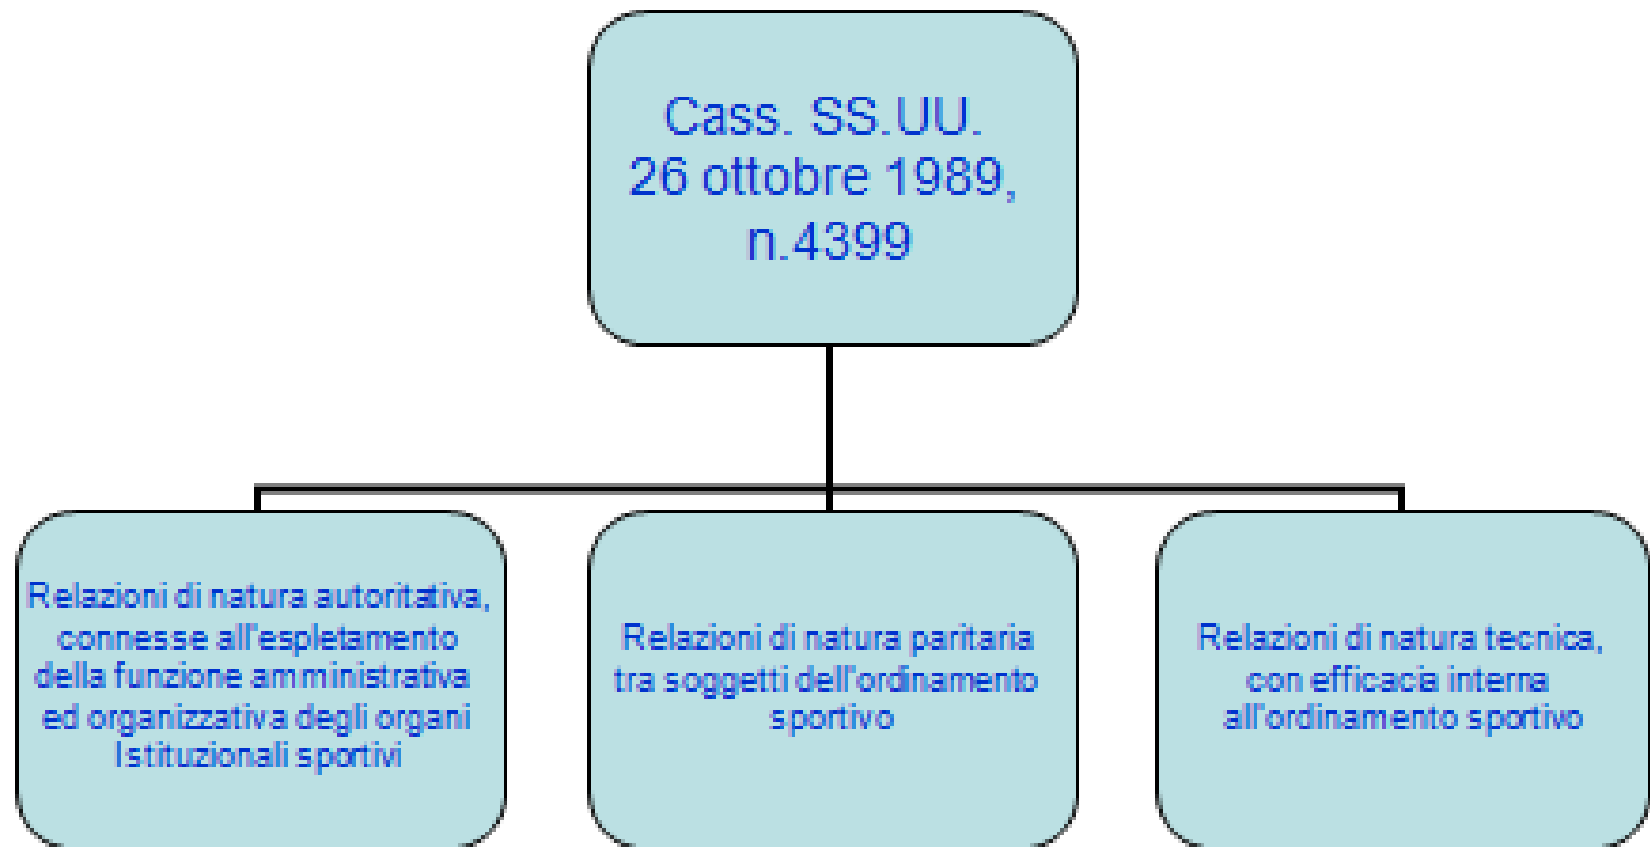 Cass. SS.UU.
26 ottobre 1989,
n.4399
Relazioni di natura autoritativa,
connesse all'espletamento
della funzione amministrativa
ed organizzativa degli organi
Istituzionali sportivi
Relazioni di natura paritaria
tra soggetti dell'ordinamento
sportivo
Relazioni di natura tecnica,
con efficacia interna
all'ordinamento sportivo